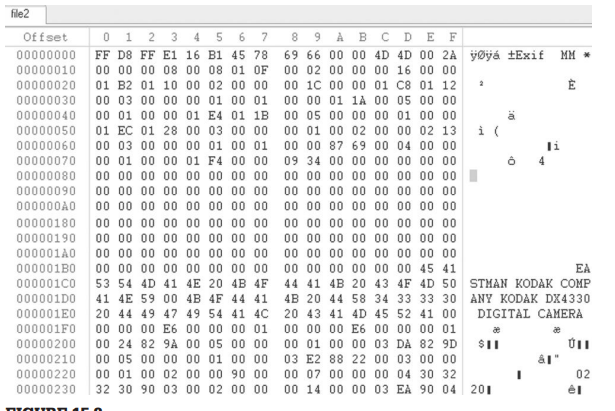 file2
Offset 0 1 2 3 4 5 6 7 8 9 A B C D E F
00000000 FF D8 FF E1 16 B1 45 78 69 66 00 00 4D 4D 00 2A ÿØÿá ±Exif MM *
00000010 00 00 00 08 00 08 01 0F 00 02 00 00 00 16 00 00
00000020 01 B2 01 10 00 02 00 00 00 1C 00 00 01 C8 01 12 ² È
00000030 00 03 00 00 00 01 00 01 00 00 01 1A 00 05 00 00
00000040 00 01 00 00 01 E4 01 1B 00 05 00 00 00 01 00 00 ä
00000050 01 EC 01 28 00 03 00 00 00 01 00 02 00 00 02 13 ì (
00000060 00 03 00 00 00 01 00 01 00 00 87 69 00 04 00 00 i
00000070 00 01 00 00 01 F4 00 00 09 34 00 00 00 00 00 00 ô 4
00000080 00 00 00 00 00 00 00 00 00 00 00 00 00 00 00 00
00000090 00 00 00 00 00 00 00 00 00 00 00 00 00 00 00 00
000000A0 00 00 00 00 00 00 00 00 00 00 00 00 00 00 00 00
00000180 00 00 00 00 00 00 00 00 00 00 00 00 00 00 00 00
00000190 00 00 00 00 00 00 00 00 00 00 00 00 00 00 00 00
000001A0 00 00 00 00 00 00 00 00 00 00 00 00 00 00 00 00
000001B0 00 00 00 00 00 00 00 00 00 00 00 00 00 00 45 41 EA
000001C0 53 54 4D 41 4E 20 4B 4F 44 41 4B 20 43 4F 4D 50 STMAN KODAK COMP
000001D0 41 4E 59 00 4B 4F 44 41 4B 20 44 58 34 33 33 30 ANY KODAK DX4330
000001E0 20 44 49 47 49 54 41 4C 20 43 41 4D 45 52 41 00 DIGITAL CAMERA
000001F0 00 00 00 E6 00 00 00 01 00 00 00 E6 00 00 00 01 æ æ
00000200 00 24 82 9A 00 05 00 00 00 01 00 00 03 DA 82 9D $ Ú
00000210 00 05 00 00 00 01 00 00 03 E2 88 22 00 03 00 00 â "
00000220 00 01 00 02 00 00 90 00 00 07 00 00 00 04 30 32 02
00000230 32 30 90 03 00 02 00 00 00 14 00 00 03 EA 90 04 20 ê